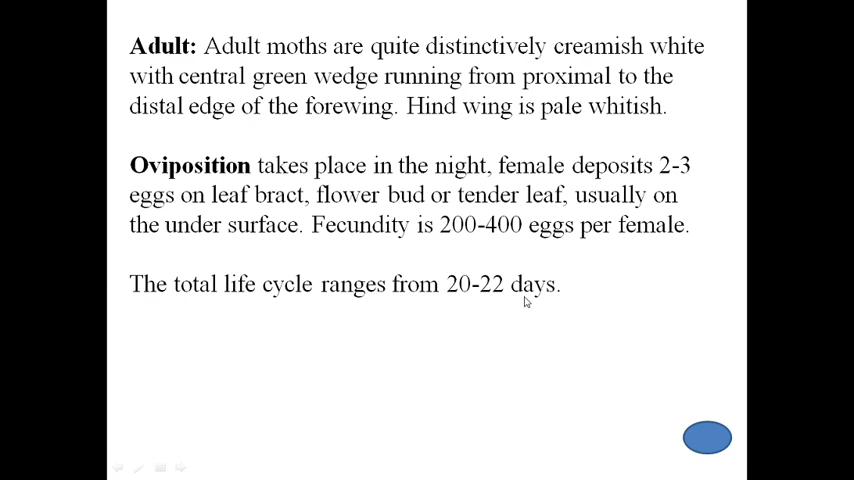 Adult: Adult moths are quite distinctively creamish white
with central green wedge running from proximal to the
distal edge of the forewing. Hind wing is pale whitish.
Oviposition takes place in the night, female deposits 2-3
eggs on leaf bract, flower bud or tender leaf, usually on
the under surface. Fecundity is 200-400 eggs per female.
The total life cycle ranges from 20-22 days.